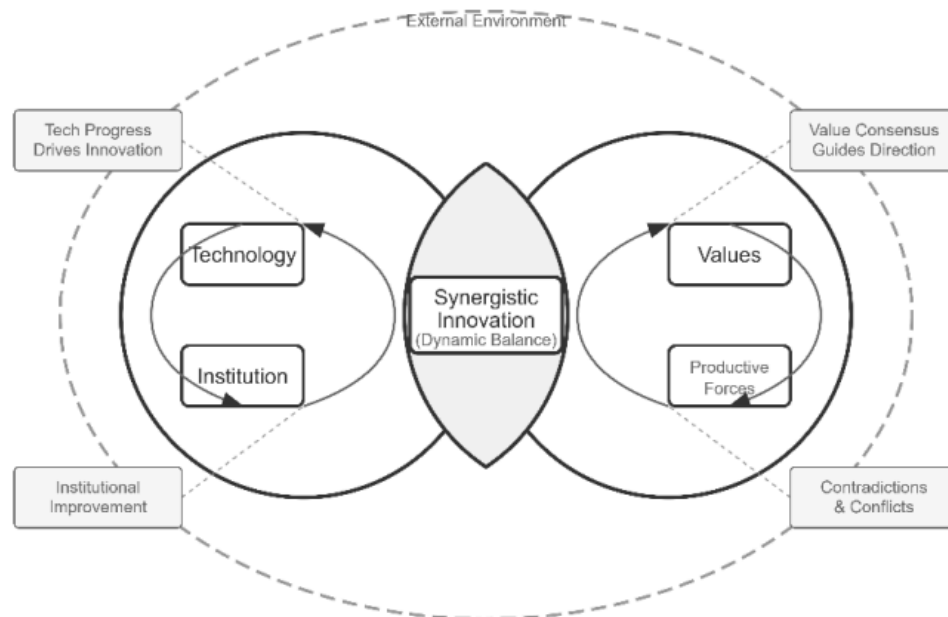 External Environment
Tech Progress
Drives Innovation
Value Consensus
Guides Direction
Technology
Values
Synergistic
Innovation
(Dynamic Balance)
Institution
Productive
Forces
Institutional
Improvement
Contradictions
& Conflicts